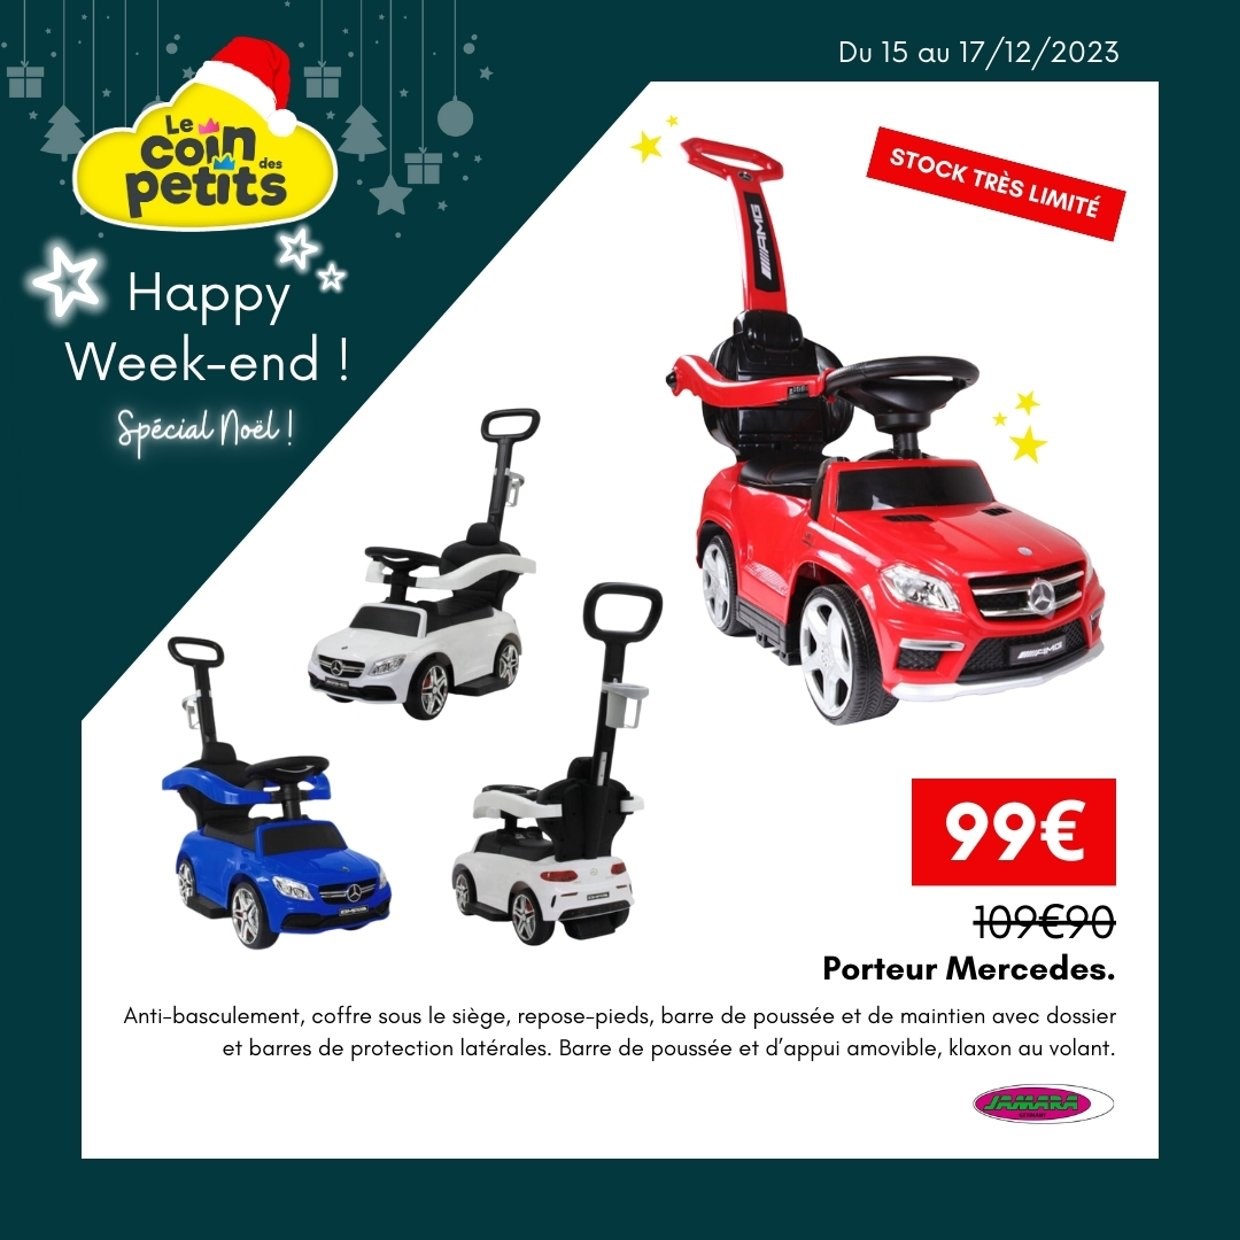 Du 15 au 17/12/2023
Le
coin
des
petits
Happy
Week-end !
Spécial Noël !
STOCK TRÈS LIMITÉ
AMG
AMG
99€
109€90
Porteur Mercedes.
Anti-basculement, coffre sous le siège, repose-pieds, barre de poussée et de maintien avec dossier
et barres de protection latérales. Barre de poussée et d’appui amovible, klaxon au volant.
JAMARA
GERMANY